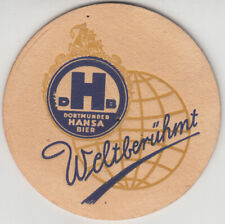 H
D B
DORTMUNDER
HANSA
BIER
Weltberühmt